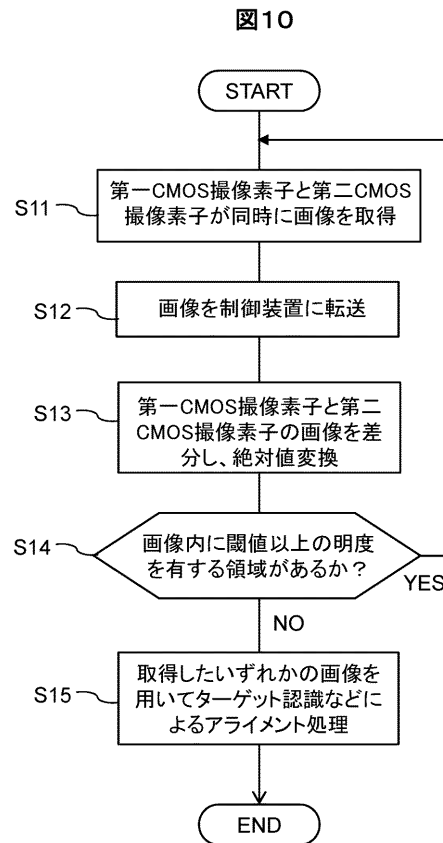 図10
START
S11
第一CMOS撮像素子と第二CMOS
撮像素子が同時に画像を取得
S12
画像を制御装置に転送
S13
第一CMOS撮像素子と第二
CMOS撮像素子の画像を差
分し、絶対値変換
S14
画像内に閾値以上の明度
を有する領域があるか？
YES
NO
S15
取得したいずれかの画像を
用いてターゲット認識などに
よるアライメント処理
END